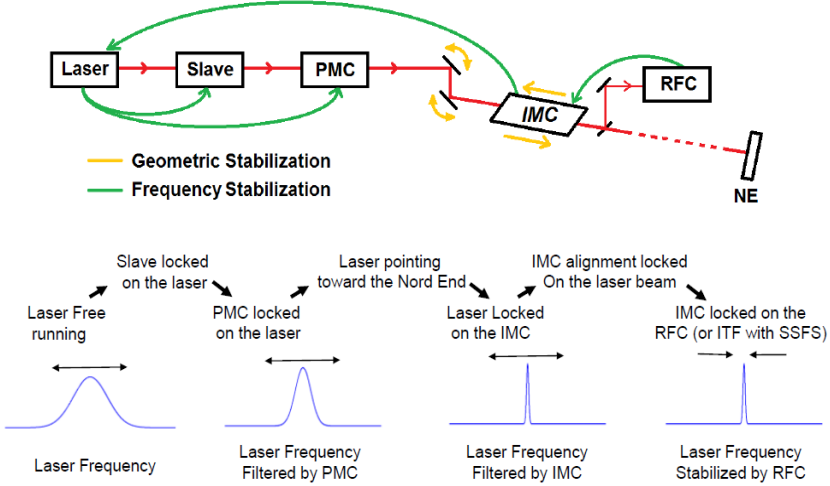 Laser
Slave
PMC
IMC
RFC
NE
Geometric Stabilization
Frequency Stabilization
Slave locked
on the laser
Laser pointing
toward the Nord End
IMC alignment locked
On the laser beam
Laser Free
running
PMC locked
on the laser
Laser Locked
on the IMC
IMC locked on the
RFC (or ITF with SSFS)
Laser Frequency
Laser Frequency
Filtered by PMC
Laser Frequency
Filtered by IMC
Laser Frequency
Stabilized by RFC